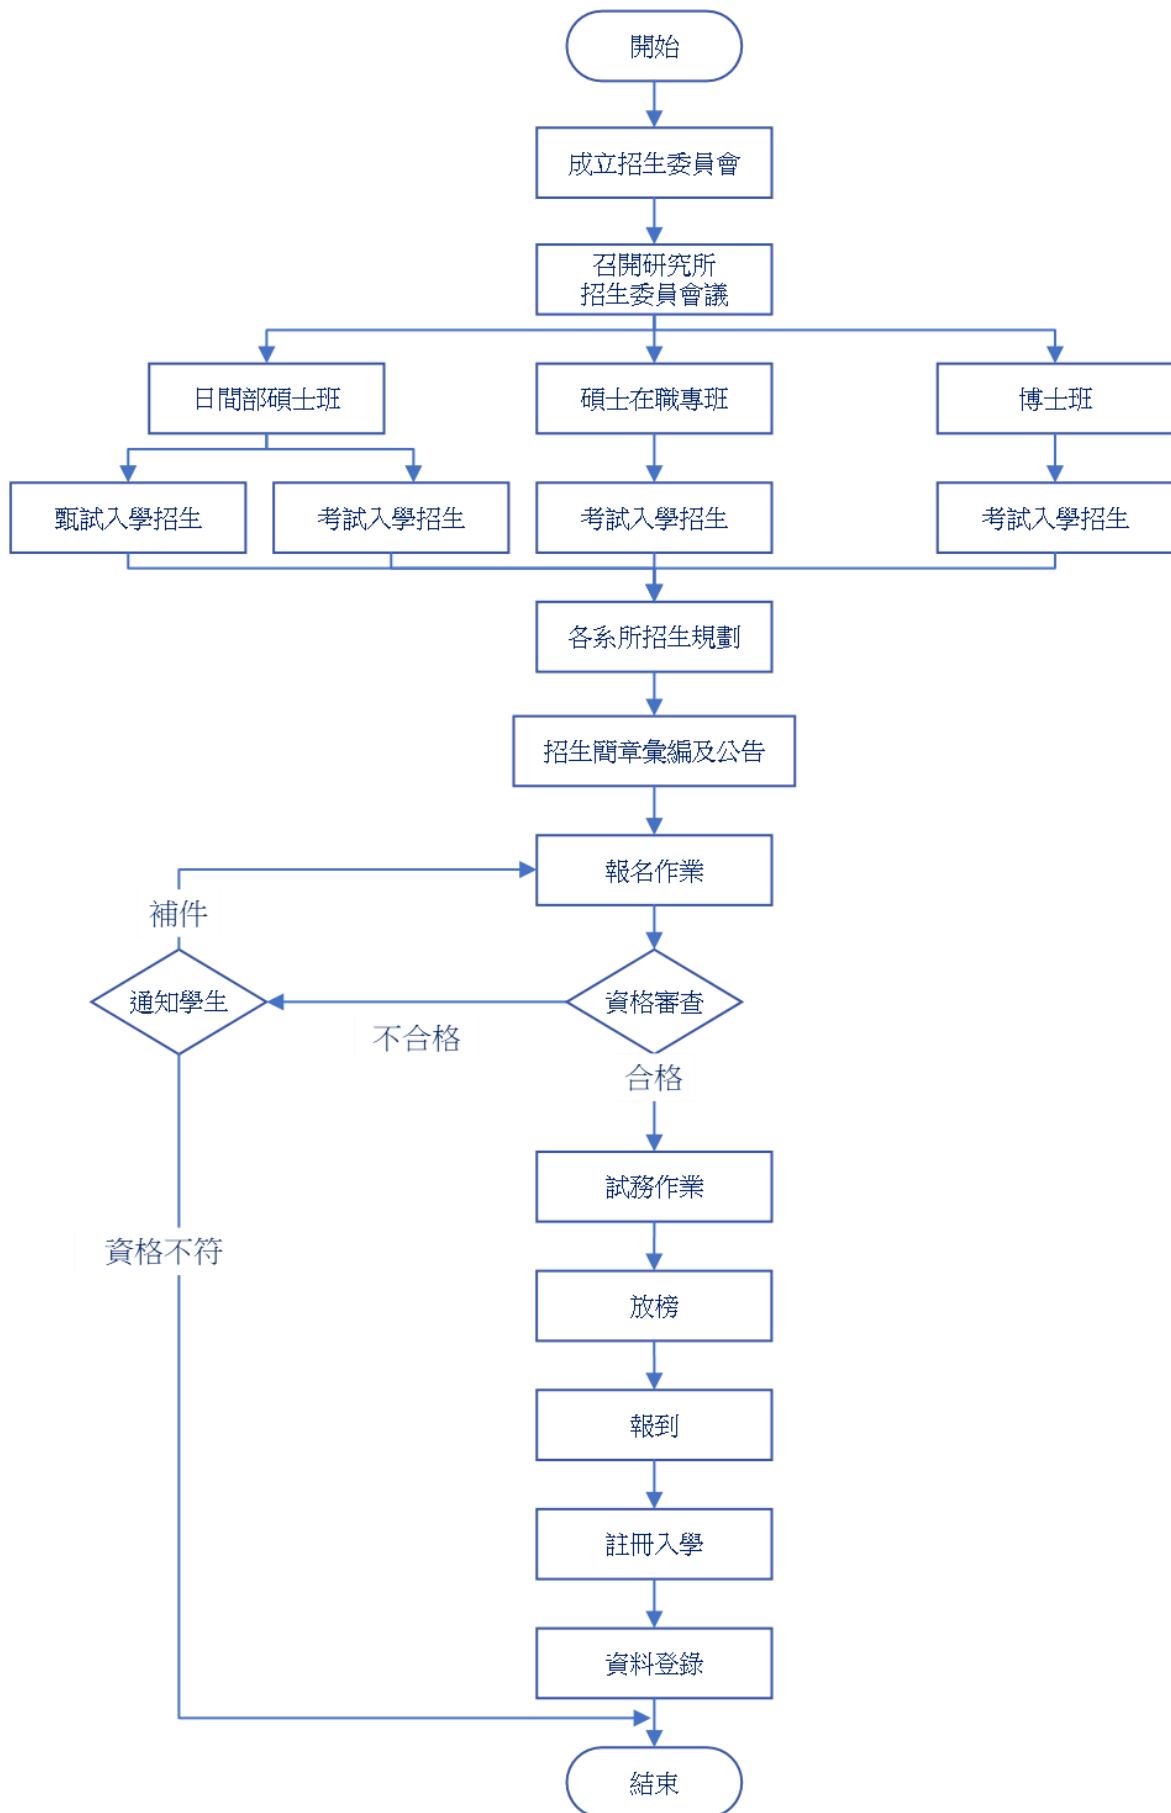 開始
成立招生委員會
召開研究所
招生委員會議
日間部碩士班
碩士在職專班
博士班
甄試入學招生
考試入學招生
考試入學招生
考試入學招生
各系所招生規劃
招生簡章彙編及公告
報名作業
補件
通知學生
資格審查
不合格
合格
試務作業
資格不符
放榜
報到
註冊入學
資料登錄
結束